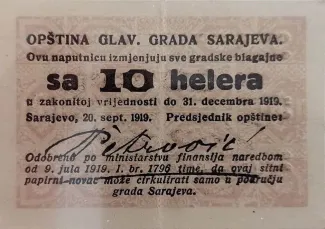 OPŠTINA GLAV. GRADA SARAJEVA.
Ovu naputnicu izmjenjuju sve gradske blagajne
sa 10 helera
u zakonitoj vrijednosti do 31. decembra 1919.
Sarajevo, 20. sept. 1919. Predsjednik opštine:
Odobreno po ministarstvu finansija naredbom
od 9. jula 1919. I. br. 1796 time, da ovaj sitni
papirni novac može cirkulirati samo u području
grada Sarajeva.